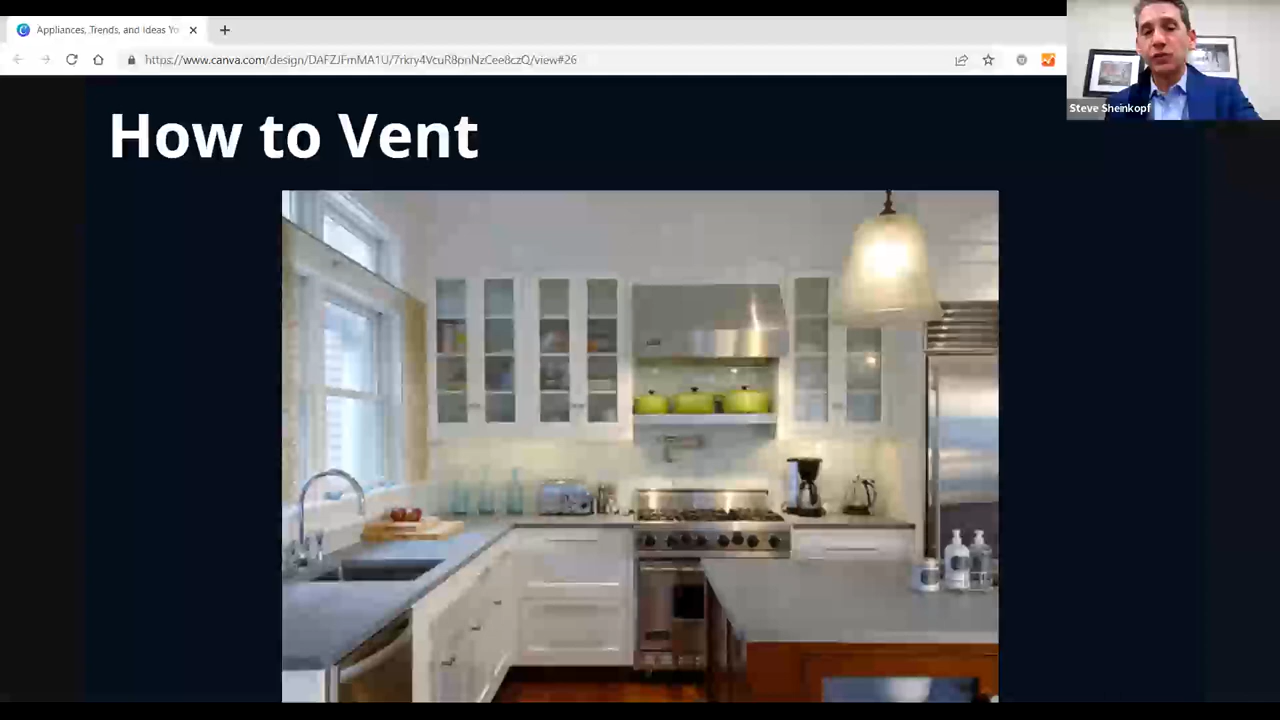 Appliances, Trends, and Ideas Yo
https://www.canva.com/design/DAFZJFmMA1U/7rkry4VcuR8pnNzCee8czQ/view#26
Steve Sheinkopf
How to Vent